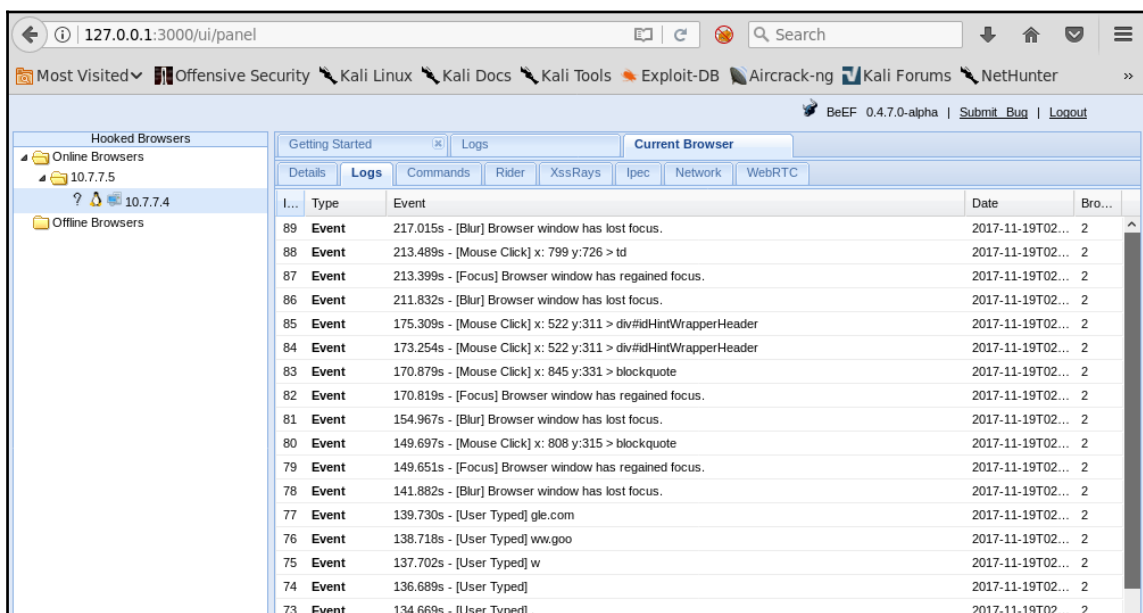 127.0.0.1:3000/ui/panel Search
Most Visited Offensive Security Kali Linux Kali Docs Kali Tools Exploit-DB Aircrack-ng Kali Forums NetHunter »
BeEF 0.4.7.0-alpha | Submit Bug | Logout
Hooked Browsers
Online Browsers
10.7.7.5
? 10.7.7.4
Offline Browsers
Getting Started Logs Current Browser
Details Logs Commands Rider XssRays Ipec Network WebRTC
I... Type Event Date Bro...
89 Event 217.015s - [Blur] Browser window has lost focus. 2017-11-19T02... 2
88 Event 213.489s - [Mouse Click] x: 799 y:726 > td 2017-11-19T02... 2
87 Event 213.399s - [Focus] Browser window has regained focus. 2017-11-19T02... 2
86 Event 211.832s - [Blur] Browser window has lost focus. 2017-11-19T02... 2
85 Event 175.309s - [Mouse Click] x: 522 y:311 > div#idHintWrapperHeader 2017-11-19T02... 2
84 Event 173.254s - [Mouse Click] x: 522 y:311 > div#idHintWrapperHeader 2017-11-19T02... 2
83 Event 170.879s - [Mouse Click] x: 845 y:331 > blockquote 2017-11-19T02... 2
82 Event 170.819s - [Focus] Browser window has regained focus. 2017-11-19T02... 2
81 Event 154.967s - [Blur] Browser window has lost focus. 2017-11-19T02... 2
80 Event 149.697s - [Mouse Click] x: 808 y:315 > blockquote 2017-11-19T02... 2
79 Event 149.651s - [Focus] Browser window has regained focus. 2017-11-19T02... 2
78 Event 141.882s - [Blur] Browser window has lost focus. 2017-11-19T02... 2
77 Event 139.730s - [User Typed] gle.com 2017-11-19T02... 2
76 Event 138.718s - [User Typed] ww.goo 2017-11-19T02... 2
75 Event 137.702s - [User Typed] w 2017-11-19T02... 2
74 Event 136.689s - [User Typed] 2017-11-19T02... 2
73 Event 134.669s - [User Typed] 2017-11-19T02... 2